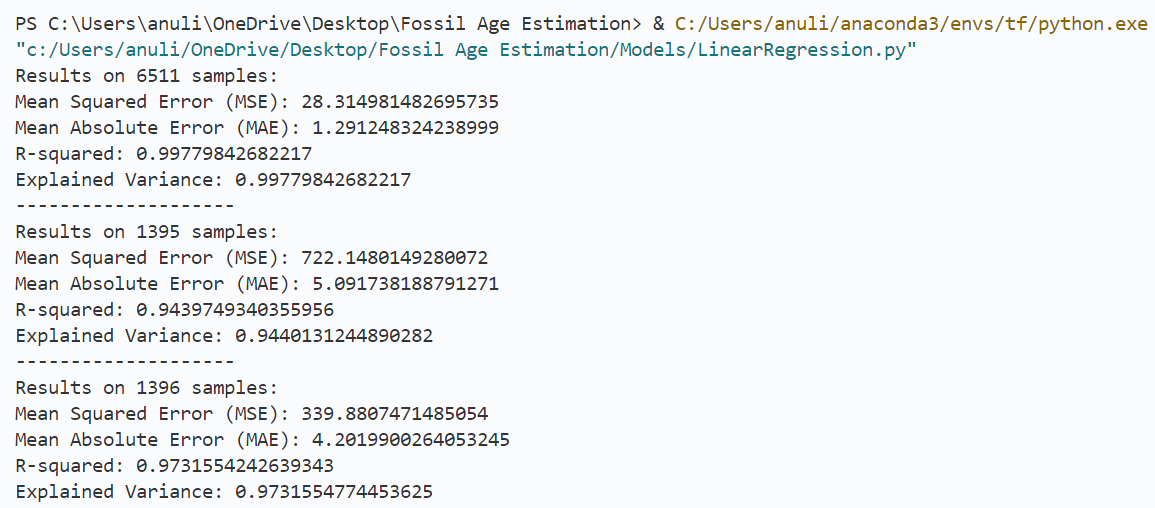 PS C:\Users\anuli\OneDrive\Desktop\Fossil Age Estimation> & C:/Users/anuli/anaconda3/envs/tf/python.exe
"c:/Users/anuli/OneDrive/Desktop/Fossil Age Estimation/Models/LinearRegression.py"
Results on 6511 samples:
Mean Squared Error (MSE): 28.314981482695735
Mean Absolute Error (MAE): 1.291248324238999
R-squared: 0.99779842682217
Explained Variance: 0.99779842682217
--------------------
Results on 1395 samples:
Mean Squared Error (MSE): 722.1480149280072
Mean Absolute Error (MAE): 5.091738188791271
R-squared: 0.9439749340355956
Explained Variance: 0.9440131244890282
--------------------
Results on 1396 samples:
Mean Squared Error (MSE): 339.8807471485054
Mean Absolute Error (MAE): 4.2019900264053245
R-squared: 0.9731554242639343
Explained Variance: 0.9731554774453625